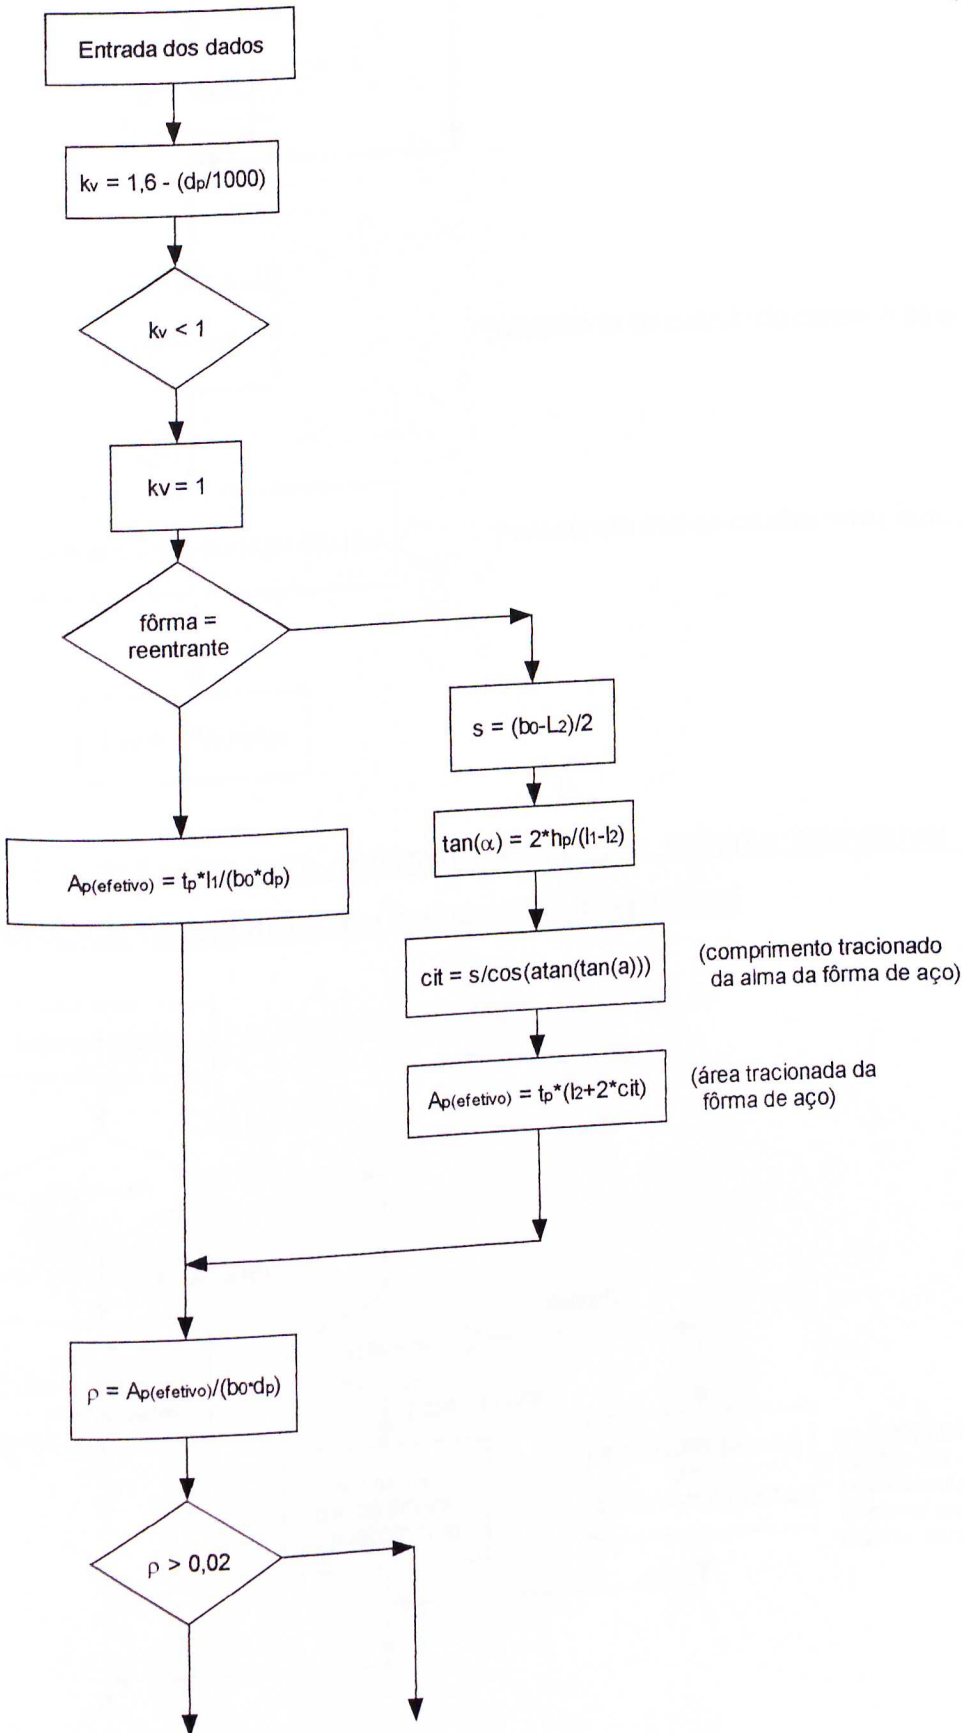 Entrada dos dados
kv = 1,6 - (dp/1000)
kv < 1
kv = 1
fôrma =
reentrante
s = (bo-L2)/2
tan(α) = 2*hp/(l1-l2)
Ap(efetivo) = tp*l1/(bo*dp)
cit = s/cos(atan(tan(a)))
(comprimento tracionado
da alma da fôrma de aço)
Ap(efetivo) = tp*(l2+2*cit)
(área tracionada da
fôrma de aço)
ρ = Ap(efetivo)/(bo*dp)
ρ > 0,02